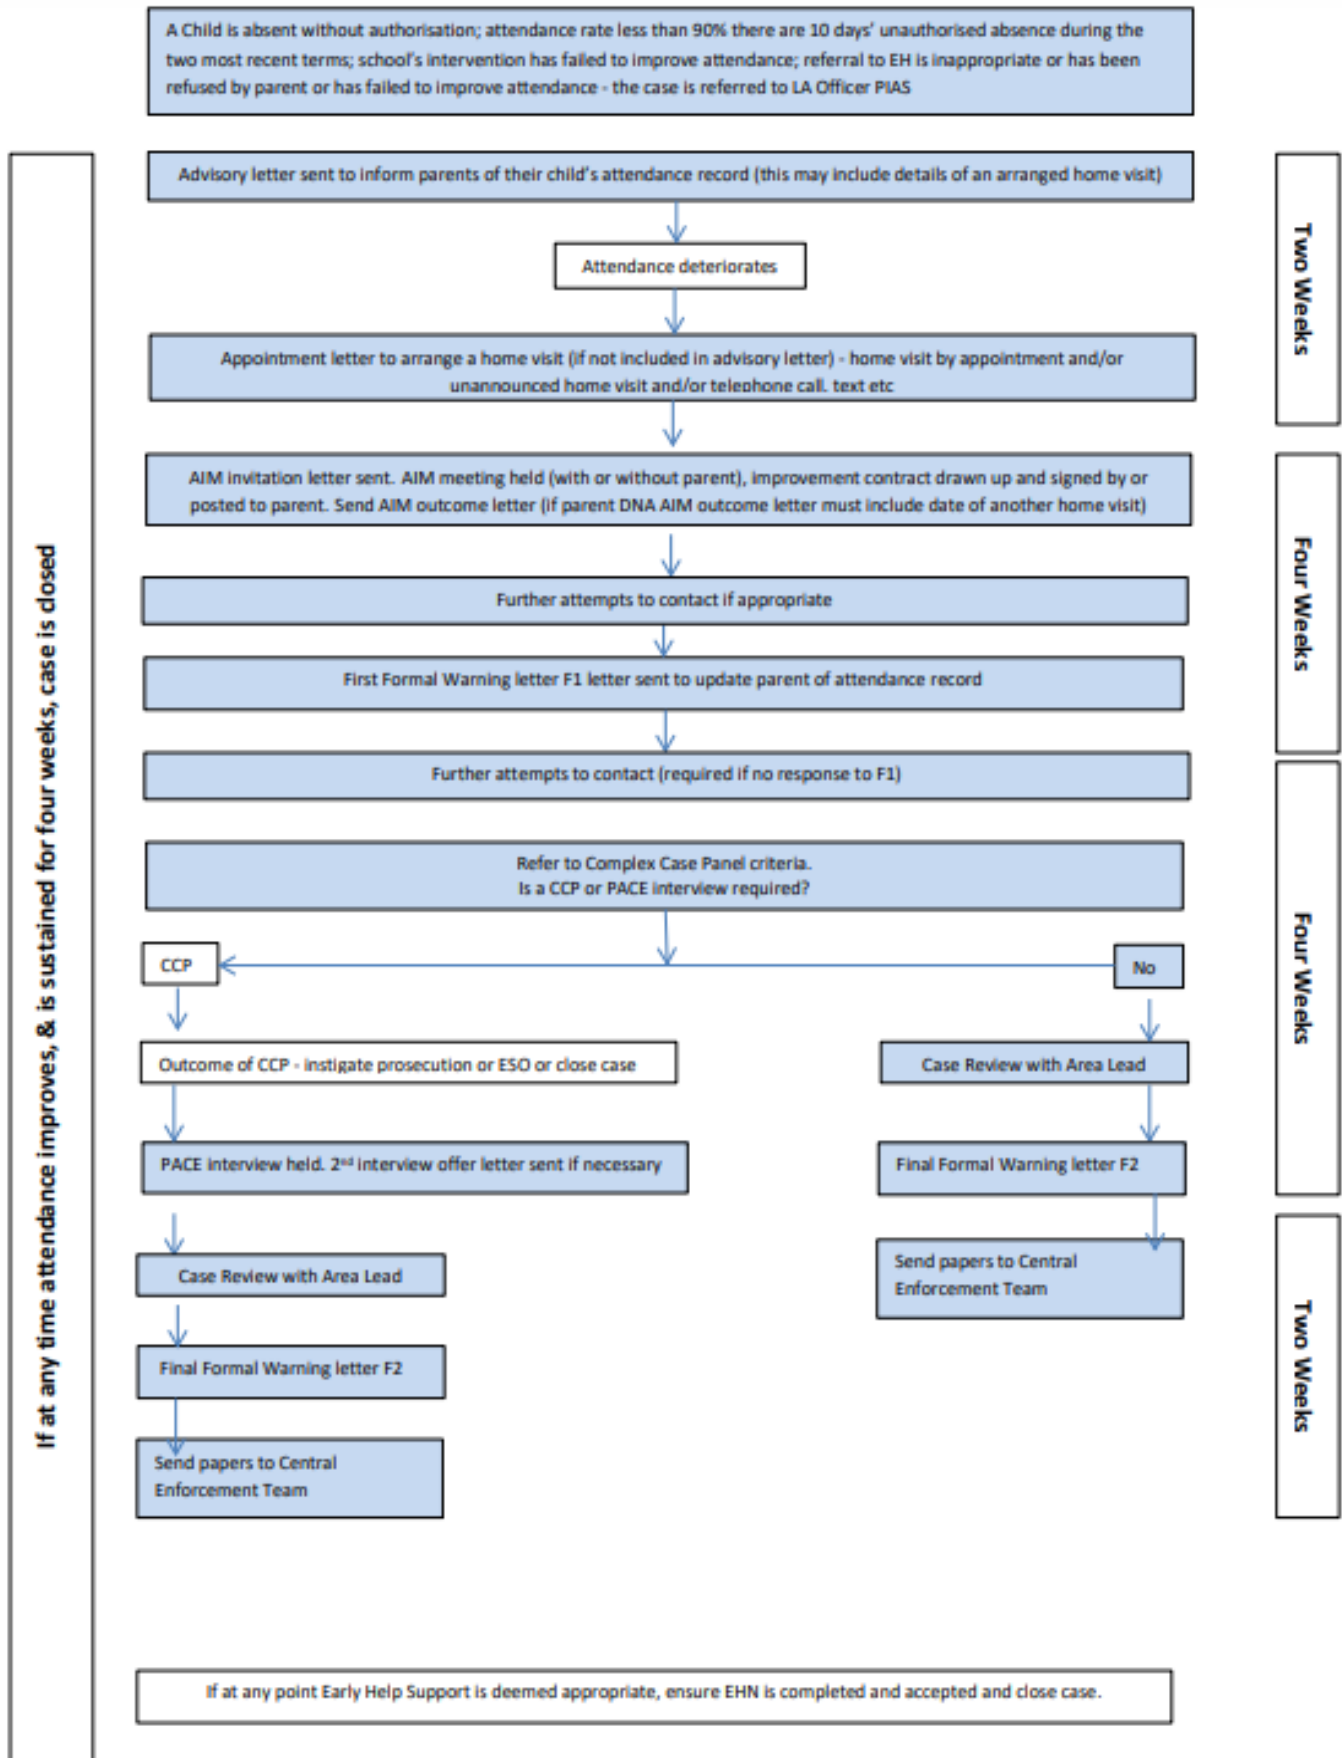 A Child is absent without authorisation; attendance rate less than 90% there are 10 days' unauthorised absence during the
two most recent terms; school's intervention has failed to improve attendance; referral to EH is inappropriate or has been
refused by parent or has failed to improve attendance - the case is referred to LA Officer PIAS
If at any time attendance improves, & is sustained for four weeks, case is closed
Advisory letter sent to inform parents of their child's attendance record (this may include details of an arranged home visit)
Two Weeks
Attendance deteriorates
Appointment letter to arrange a home visit (if not included in advisory letter) - home visit by appointment and/or
unannounced home visit and/or telephone call. text etc
AIM invitation letter sent. AIM meeting held (with or without parent), improvement contract drawn up and signed by or
posted to parent. Send AIM outcome letter (if parent DNA AIM outcome letter must include date of another home visit)
Four Weeks
Further attempts to contact if appropriate
First Formal Warning letter F1 letter sent to update parent of attendance record
Further attempts to contact (required if no response to F1)
Four Weeks
Refer to Complex Case Panel criteria.
Is a CCP or PACE interview required?
CCP
No
Outcome of CCP - instigate prosecution or ESO or close case
Case Review with Area Lead
PACE interview held. 2nd interview offer letter sent if necessary
Final Formal Warning letter F2
Two Weeks
Case Review with Area Lead
Send papers to Central
Enforcement Team
Final Formal Warning letter F2
Send papers to Central
Enforcement Team
If at any point Early Help Support is deemed appropriate, ensure EHN is completed and accepted and close case.